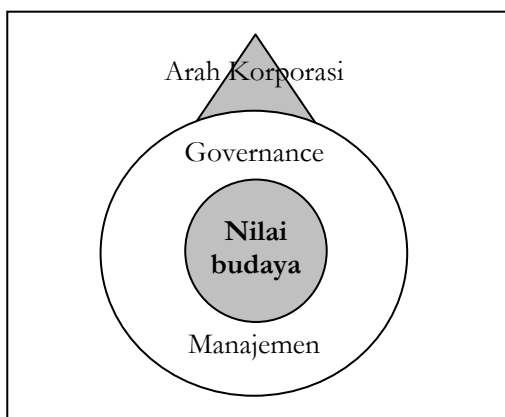 Arah Korporasi
Governance
Nilai
budaya
Manajemen